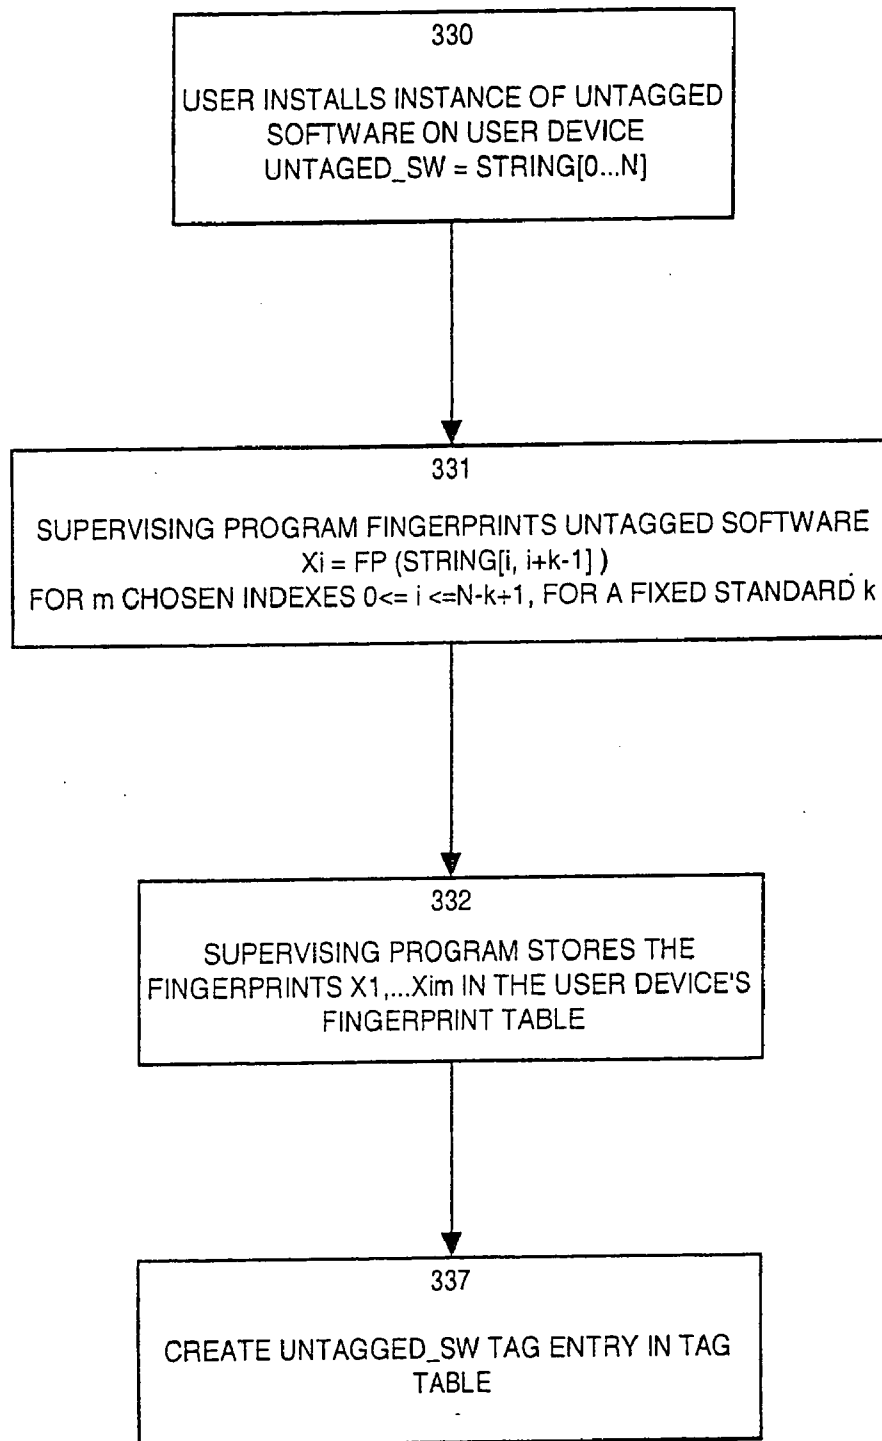 330
USER INSTALLS INSTANCE OF UNTAGGED
SOFTWARE ON USER DEVICE
UNTAGED_SW = STRING[0...N]
331
SUPERVISING PROGRAM FINGERPRINTS UNTAGGED SOFTWARE
Xi = FP (STRING[i, i+k-1] )
FOR m CHOSEN INDEXES 0<= i <=N-k+1, FOR A FIXED STANDARD k
332
SUPERVISING PROGRAM STORES THE
FINGERPRINTS X1,...Xim IN THE USER DEVICE'S
FINGERPRINT TABLE
337
CREATE UNTAGGED_SW TAG ENTRY IN TAG
TABLE